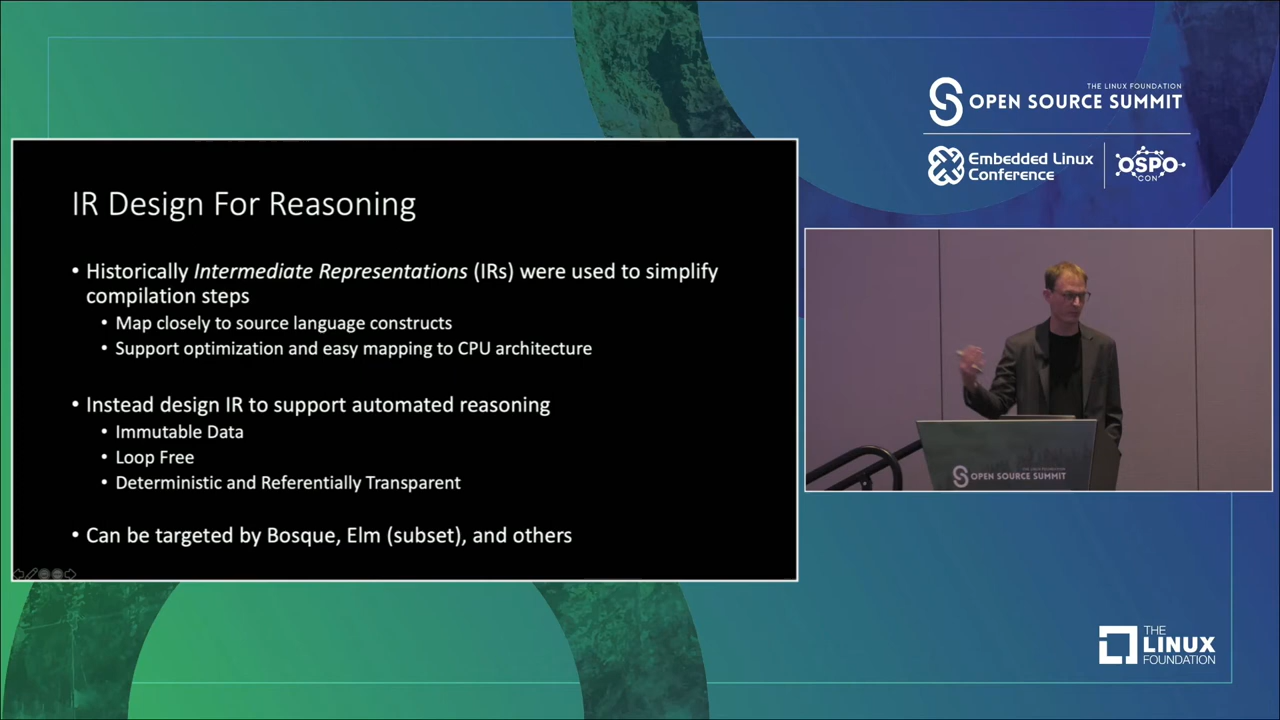 THE LINUX FOUNDATION
OPEN SOURCE SUMMIT
Embedded Linux
Conference
OSPO
CON
IR Design For Reasoning
• Historically Intermediate Representations (IRs) were used to simplify
compilation steps
• Map closely to source language constructs
• Support optimization and easy mapping to CPU architecture
• Instead design IR to support automated reasoning
• Immutable Data
• Loop Free
• Deterministic and Referentially Transparent
• Can be targeted by Bosque, Elm (subset), and others
THE LINUX FOUNDATION
OPEN SOURCE SUMMIT
THE
LINUX
FOUNDATION